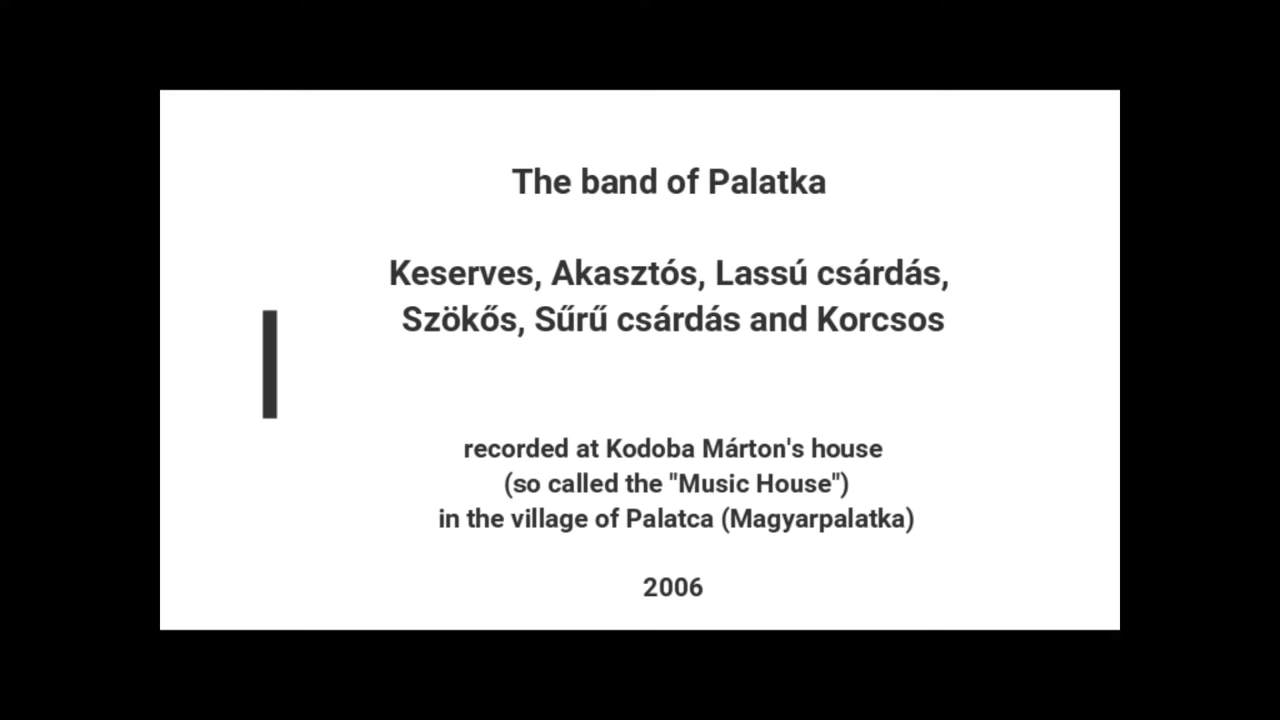 The band of Palatka
Keserves, Akasztós, Lassú csárdás,
Szökős, Sűrű csárdás and Korcsos
recorded at Kodoba Márton's house
(so called the "Music House")
in the village of Palatca (Magyarpalatka)
2006